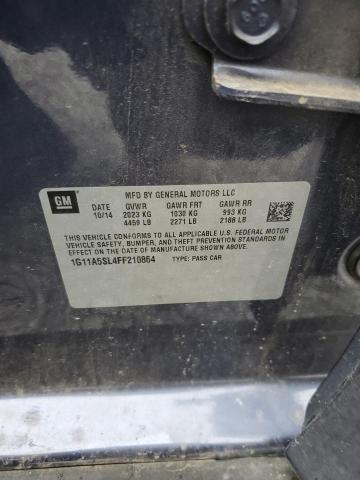 GM
MFD BY GENERAL MOTORS LLC
DATE GVWR GAWR FRT GAWR RR
10/14 2023 KG 1030 KG 993 KG
4459 LB 2271 LB 2188 LB
THIS VEHICLE CONFORMS TO ALL APPLICABLE U.S. FEDERAL MOTOR
VEHICLE SAFETY, BUMPER, AND THEFT PREVENTION STANDARDS IN
EFFECT ON THE DATE OF MANUFACTURE SHOWN ABOVE.
1G11A5SL4FF210864 TYPE: PASS CAR